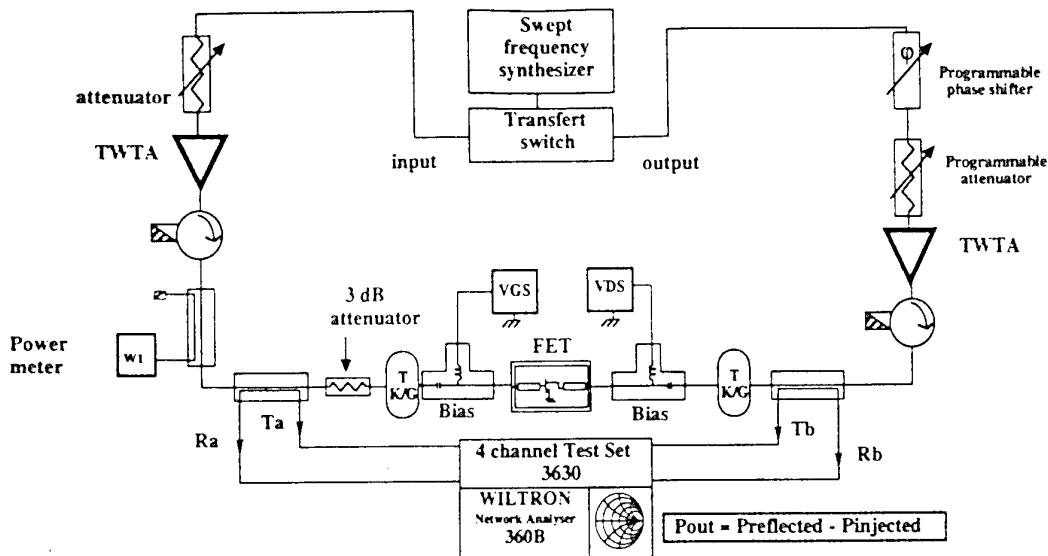 Swept
frequency
synthesizer
Transfert
switch
input
output
attenuator
TWTA
φ
Programmable
phase shifter
Programmable
attenuator
TWTA
3 dB
attenuator
VGS
VDS
FET
Power
meter
W1
T
K/G
Bias
Bias
T
K/G
Ra
Ta
Tb
Rb
4 channel Test Set
3630
WILTRON
Network Analyser
360B
Pout = Preflected - Pinjected